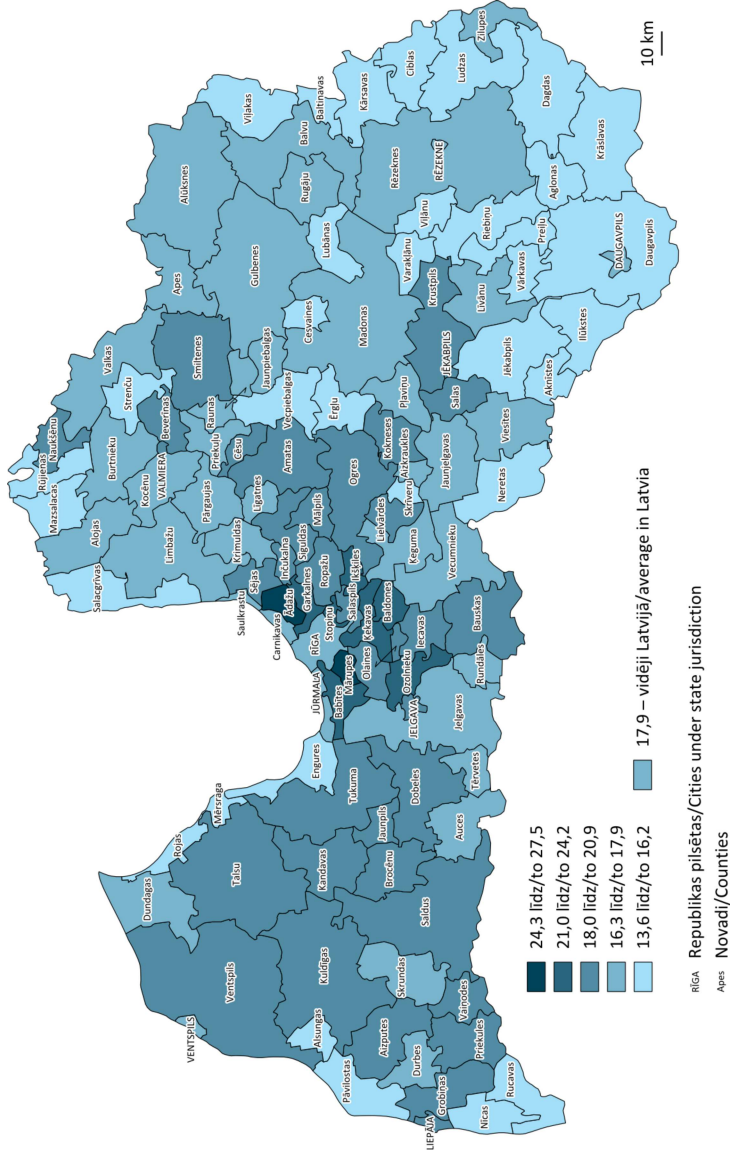 Rūjienas
Mazsalacas
Naukšēnu
Valkas
Strenču
Burtnieku
Alojas
Salacgrīvas
Limbažu
Kocēnu
VALMIERA
Beverīnas
Smiltenes
Apes
Alūksnes
Viļakas
Balvu
Baltinavas
Rugāju
Gulbenes
Jaunpiebalgas
Raunas
Priekuļu
Cēsu
Pārgaujas
Krimuldas
Līgatnes
Amatas
Vecpiebalgas
Cesvaines
Lubānas
Kārsavas
Ciblas
Ludzas
Zilupes
Rēzeknes
RĒZEKNE
Viļānu
Varakļānu
Madonas
Ērgļu
Ogres
Mālpils
Siguldas
Inčukalna
Sējas
Saulkrastu
Carnikavas
Ādažu
Garkalnes
Ropažu
Stopiņu
RĪGA
Salaspils
Ikšķiles
Lielvārdes
Skrīveru
Kokneses
Aizkraukles
Pļaviņu
Krustpils
JĒKABPILS
Salas
Līvānu
Vārkavas
Riebiņu
Preiļu
Aglonas
Dagdas
Krāslavas
DAUGAVPILS
Daugavpils
Ilūkstes
Jēkabpils
Aknīstes
Viesītes
Neretas
Jaunjelgavas
Ķeguma
Vecumnieku
Baldones
Ķekavas
Olaines
Mārupes
Babītes
JŪRMALA
Ozolnieku
Iecavas
Bauskas
Rundāles
JELGAVA
Jelgavas
Engures
Tukuma
Dobeles
Tērvetes
Auces
Jaunpils
Brocēnu
Kandavas
Mērsraga
Rojas
Talsu
Dundagas
Ventspils
VENTSPILS
Kuldīgas
Saldus
Skrundas
Alsungas
Aizputes
Pāvilostas
Durbes
Vaiņodes
Priekules
Grobiņas
LIEPĀJA
Nīcas
Rucavas
10 km
24,3 līdz/to 27,5
21,0 līdz/to 24,2
18,0 līdz/to 20,9
16,3 līdz/to 17,9
13,6 līdz/to 16,2
17,9 – vidēji Latvijā/average in Latvia
RĪGA Republikas pilsētas/Cities under state jurisdiction
Apes Novadi/Counties